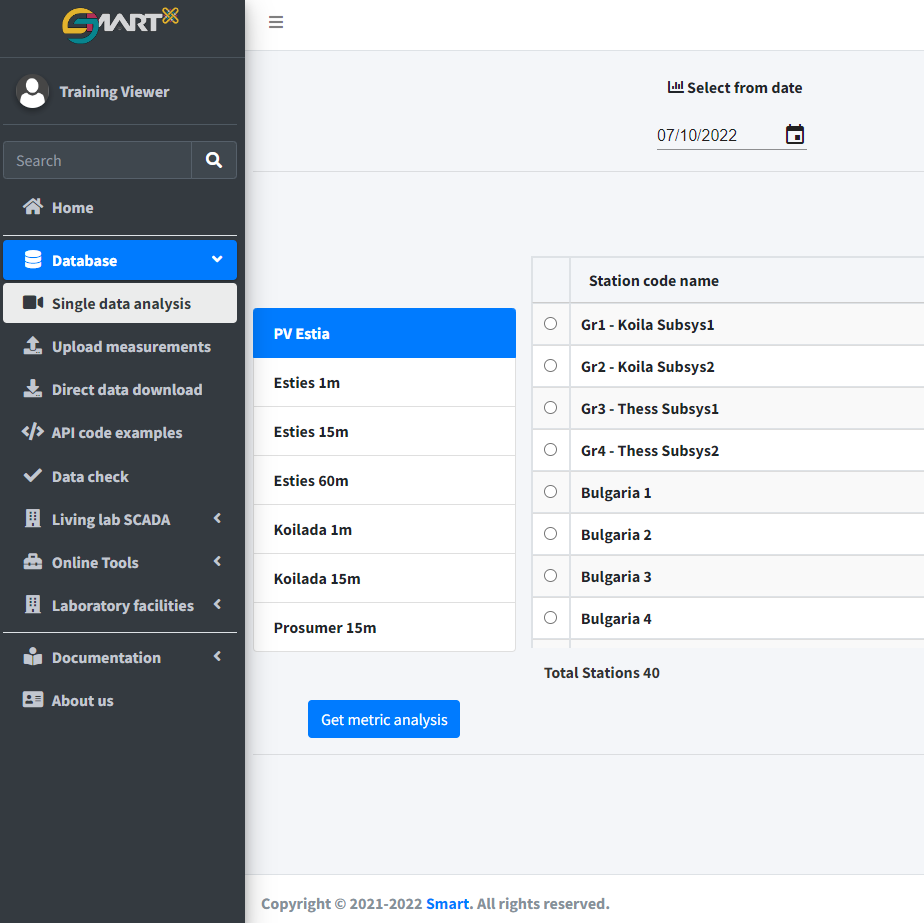 SMARTX
Training Viewer
Search
Home
Database
Single data analysis
Upload measurements
Direct data download
API code examples
Data check
Living lab SCADA
Online Tools
Laboratory facilities
Documentation
About us
Select from date
07/10/2022
PV Estia
Esties 1m
Esties 15m
Esties 60m
Koilada 1m
Koilada 15m
Prosumer 15m
Get metric analysis
Station code name
Gr1 - Koila Subsys1
Gr2 - Koila Subsys2
Gr3 - Thess Subsys1
Gr4 - Thess Subsys2
Bulgaria 1
Bulgaria 2
Bulgaria 3
Bulgaria 4
Total Stations 40
Copyright © 2021-2022 Smart. All rights reserved.